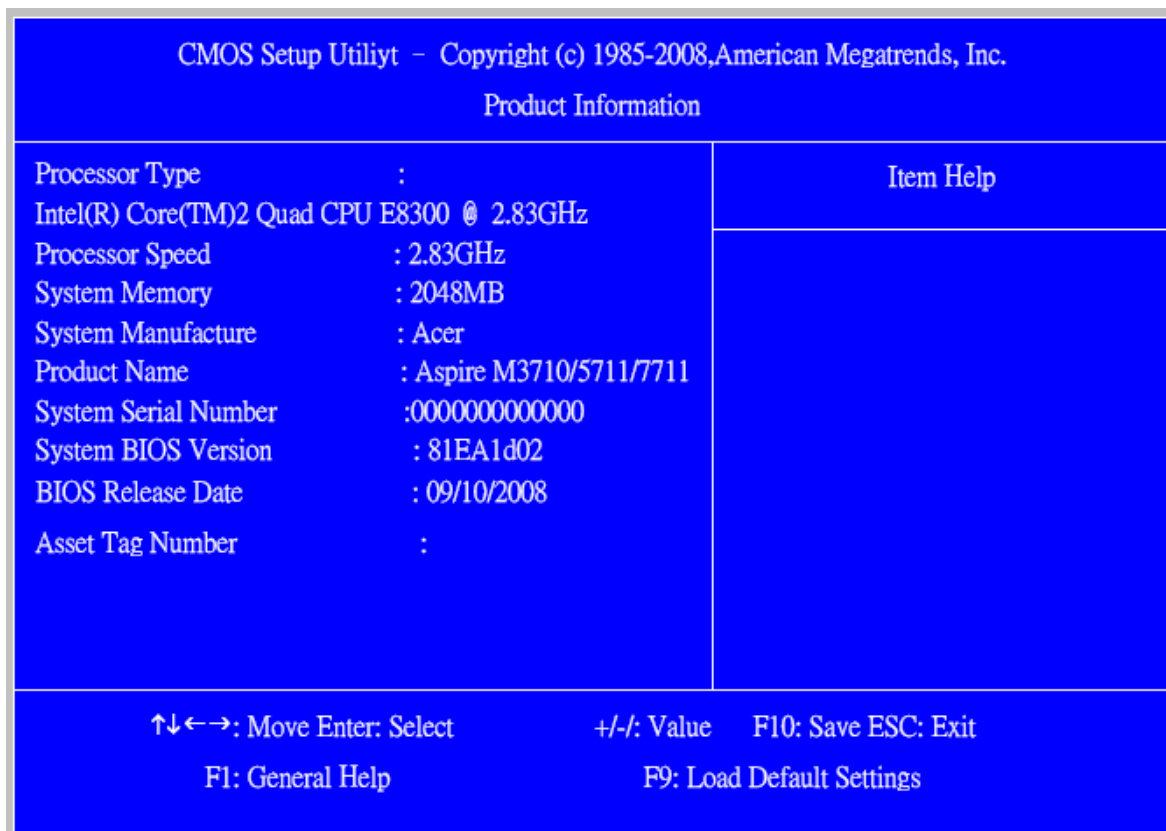 CMOS Setup Utiliyt – Copyright (c) 1985-2008,American Megatrends, Inc.
Product Information
Processor Type :
Intel(R) Core(TM)2 Quad CPU E8300 @ 2.83GHz
Processor Speed : 2.83GHz
System Memory : 2048MB
System Manufacture : Acer
Product Name : Aspire M3710/5711/7711
System Serial Number :0000000000000
System BIOS Version : 81EA1d02
BIOS Release Date : 09/10/2008
Asset Tag Number :
Item Help
↑↓←→: Move Enter: Select +/-/: Value F10: Save ESC: Exit
F1: General Help F9: Load Default Settings